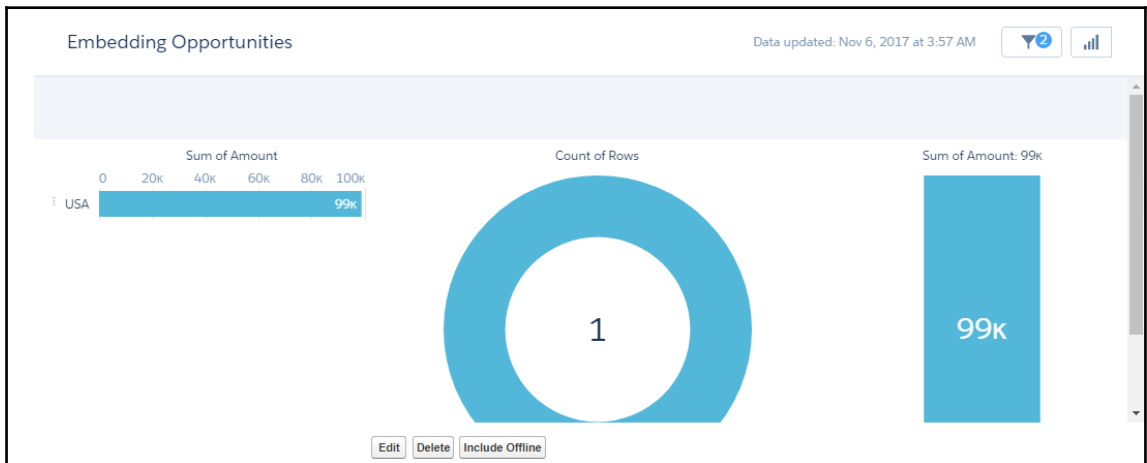 Embedding Opportunities
Data updated: Nov 6, 2017 at 3:57 AM
2
Sum of Amount
0 20K 40K 60K 80K 100K
USA
99K
Count of Rows
1
Sum of Amount: 99K
99K
Edit Delete Include Offline